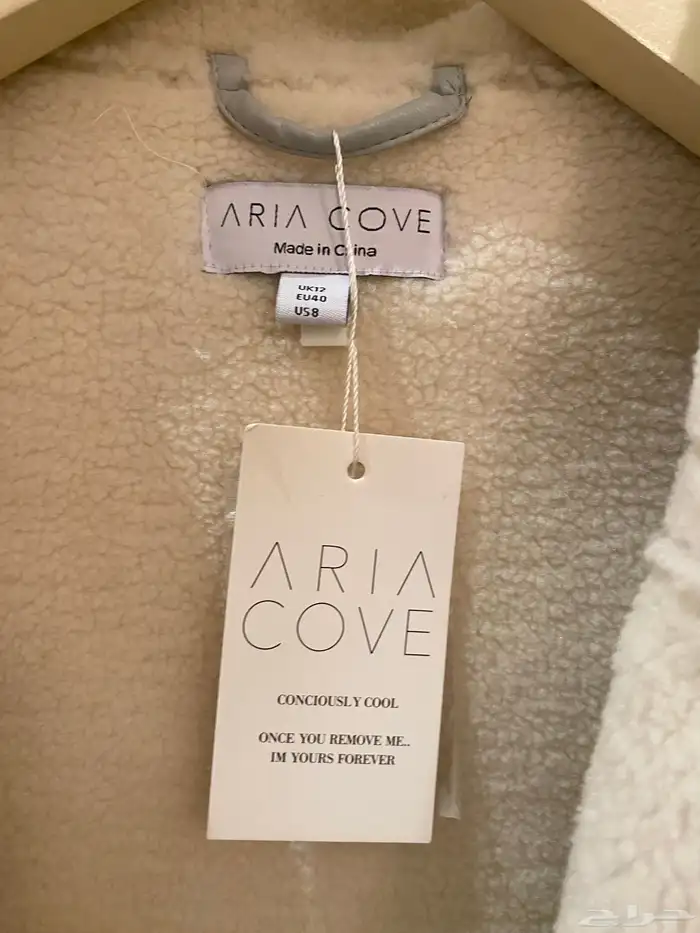 ARIA COVE
Made in China
UK12
EU40
US8
ARIA
COVE
CONCIOUSLY COOL
ONCE YOU REMOVE ME..
IM YOURS FOREVER
حراج